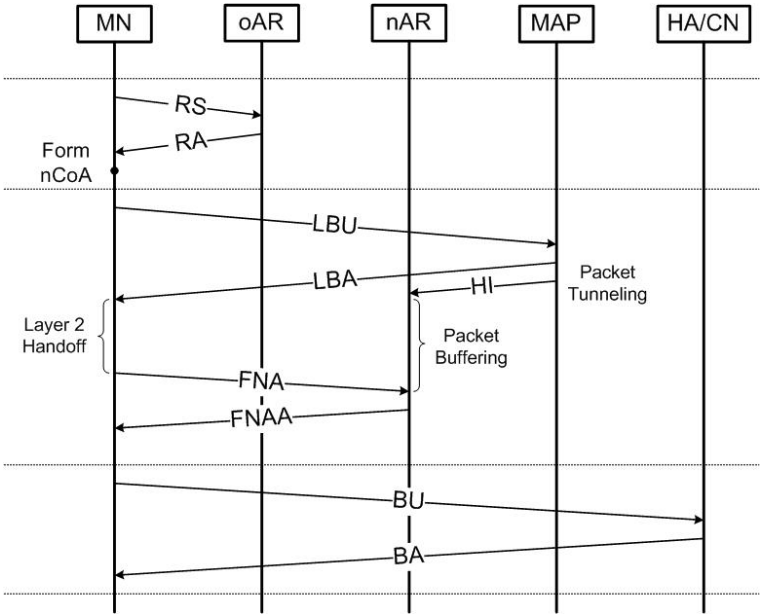 MN
oAR
nAR
MAP
HA/CN
RS
RA
Form
nCoA
LBU
LBA
HI
Packet
Tunneling
Layer 2
Handoff
Packet
Buffering
FNA
FNAA
BU
BA